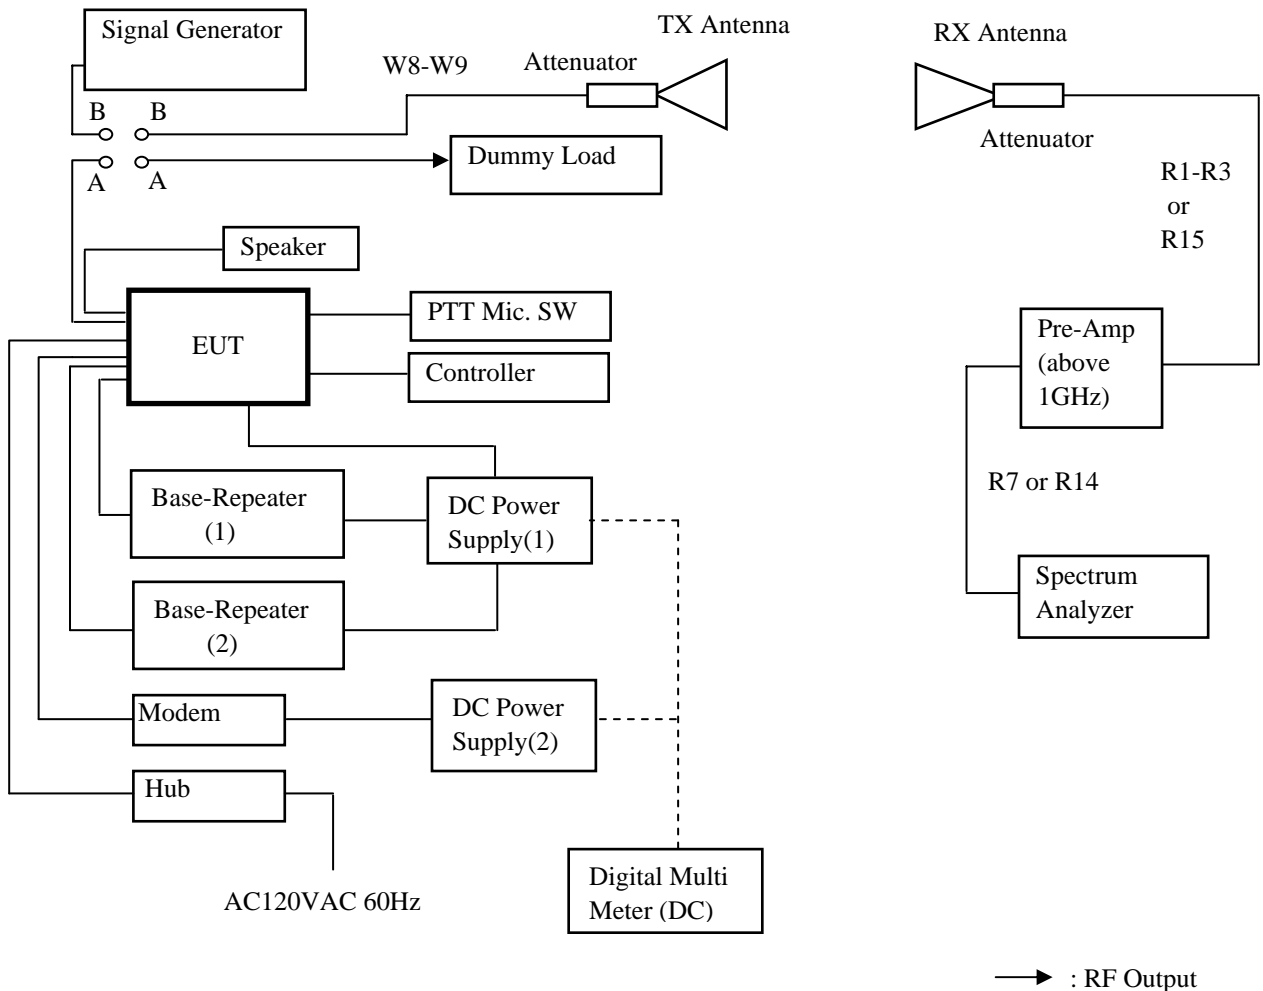 Signal Generator
TX Antenna
RX Antenna
W8-W9
Attenuator
B
B
Attenuator
Dummy Load
A
A
R1-R3
or
R15
Speaker
PTT Mic. SW
EUT
Controller
Pre-Amp
(above
1GHz)
Base-Repeater
(1)
DC Power
Supply(1)
R7 or R14
Base-Repeater
(2)
Spectrum
Analyzer
Modem
DC Power
Supply(2)
Hub
AC120VAC 60Hz
Digital Multi
Meter (DC)
: RF Output